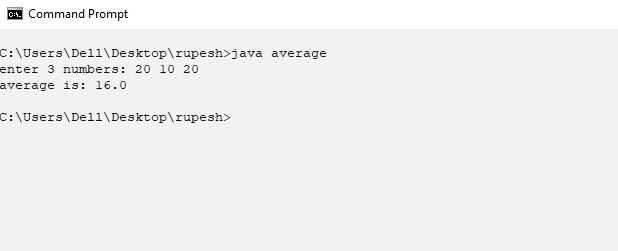 Command Prompt
C:\Users\Dell\Desktop\rupesh>java average
enter 3 numbers: 20 10 20
average is: 16.0
C:\Users\Dell\Desktop\rupesh>